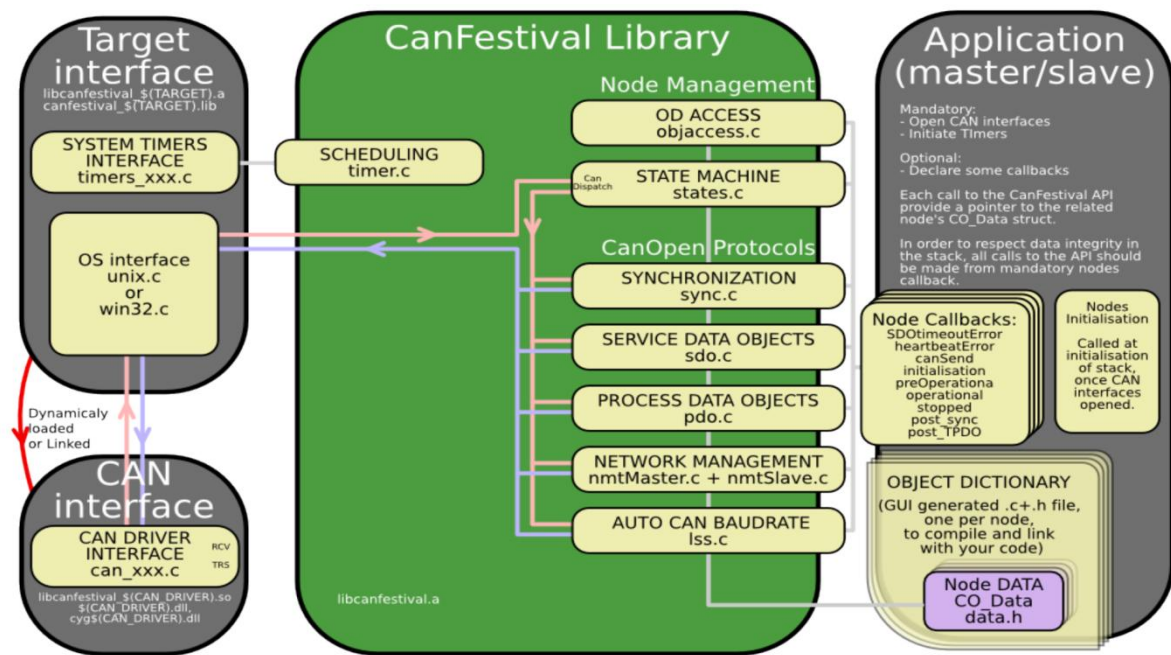 Target
interface
libcanfestival_$(TARGET).a
canfestival_$(TARGET).lib
SYSTEM TIMERS
INTERFACE
timers_xxx.c
OS interface
unix.c
or
win32.c
Dynamicaly
loaded
or Linked
CAN
interface
CAN DRIVER
INTERFACE
can_xxx.c
RCV
TRS
libcanfestival_$(CAN_DRIVER).so
$(CAN_DRIVER).dll,
cyg$(CAN_DRIVER).dll
CanFestival Library
SCHEDULING
timer.c
Node Management
OD ACCESS
objaccess.c
Can
Dispatch
STATE MACHINE
states.c
CanOpen Protocols
SYNCHRONIZATION
sync.c
SERVICE DATA OBJECTS
sdo.c
PROCESS DATA OBJECTS
pdo.c
NETWORK MANAGEMENT
nmtMaster.c + nmtSlave.c
AUTO CAN BAUDRATE
lss.c
libcanfestival.a
Application
(master/slave)
Mandatory:
- Open CAN interfaces
- Initiate TImers
Optional:
- Declare some callbacks
Each call to the CanFestival API
provide a pointer to the related
node's CO_Data struct.
In order to respect data integrity in
the stack, all calls to the API should
be made from mandatory nodes
callback.
Node Callbacks:
SDOtimeoutError
heartbeatError
canSend
initialisation
preOperationa
operational
stopped
post_sync
post_TPDO
Nodes
Initialisation
Called at
initialisation
of stack,
once CAN
interfaces
opened.
OBJECT DICTIONARY
(GUI generated .c+.h file,
one per node,
to compile and link
with your code)
Node DATA
CO_Data
data.h